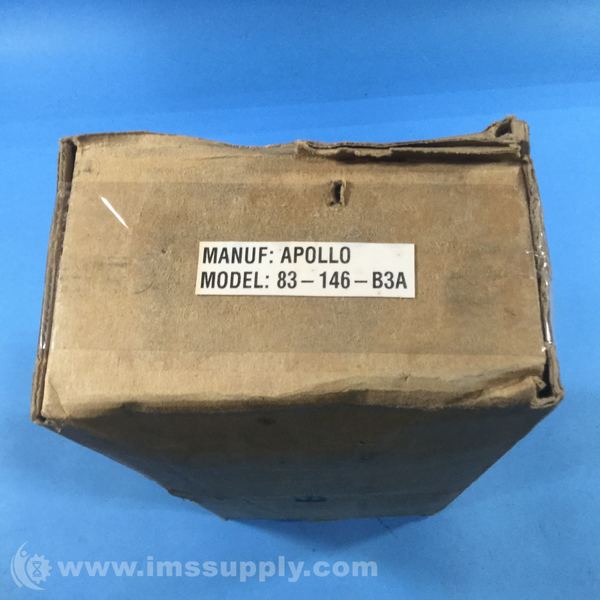 MANUF: APOLLO
MODEL: 83-146-B3A
www.imssupply.com